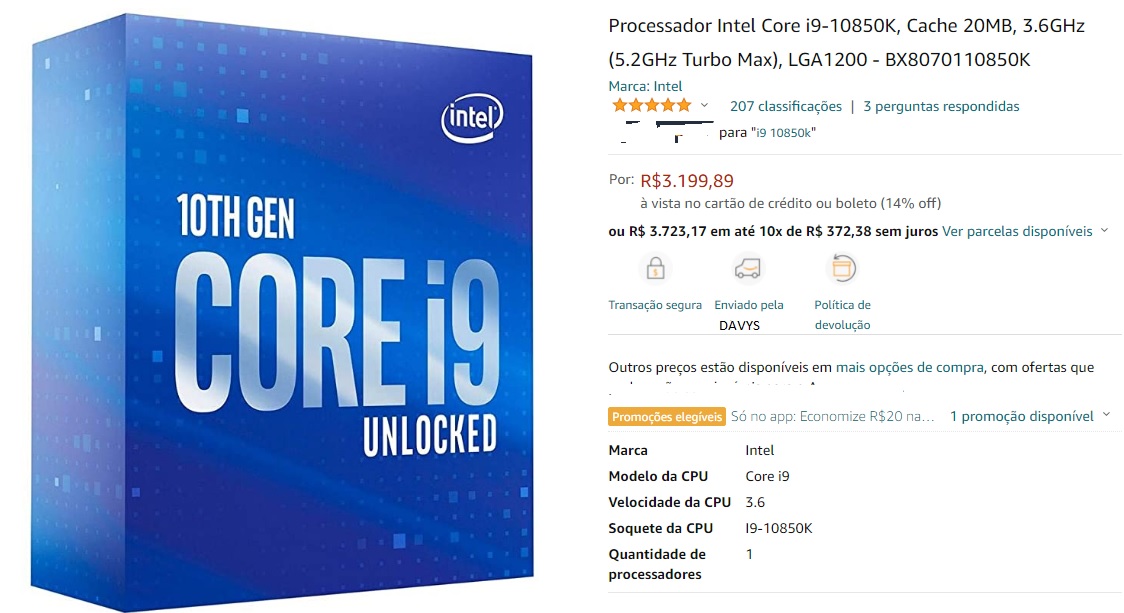 intel
10TH GEN
CORE i9
UNLOCKED
Processador Intel Core i9-10850K, Cache 20MB, 3.6GHz
(5.2GHz Turbo Max), LGA1200 - BX8070110850K
Marca: Intel
207 classificações | 3 perguntas respondidas
para "i9 10850k"
Por: R$3.199,89
à vista no cartão de crédito ou boleto (14% off)
ou R$ 3.723,17 em até 10x de R$ 372,38 sem juros Ver parcelas disponíveis
Transação segura
Enviado pela
DAVYS
Política de
devolução
Outros preços estão disponíveis em mais opções de compra, com ofertas que
Promoções elegíveis Só no app: Economize R$20 na... 1 promoção disponível
Marca Intel
Modelo da CPU Core i9
Velocidade da CPU 3.6
Soquete da CPU I9-10850K
Quantidade de 1
processadores